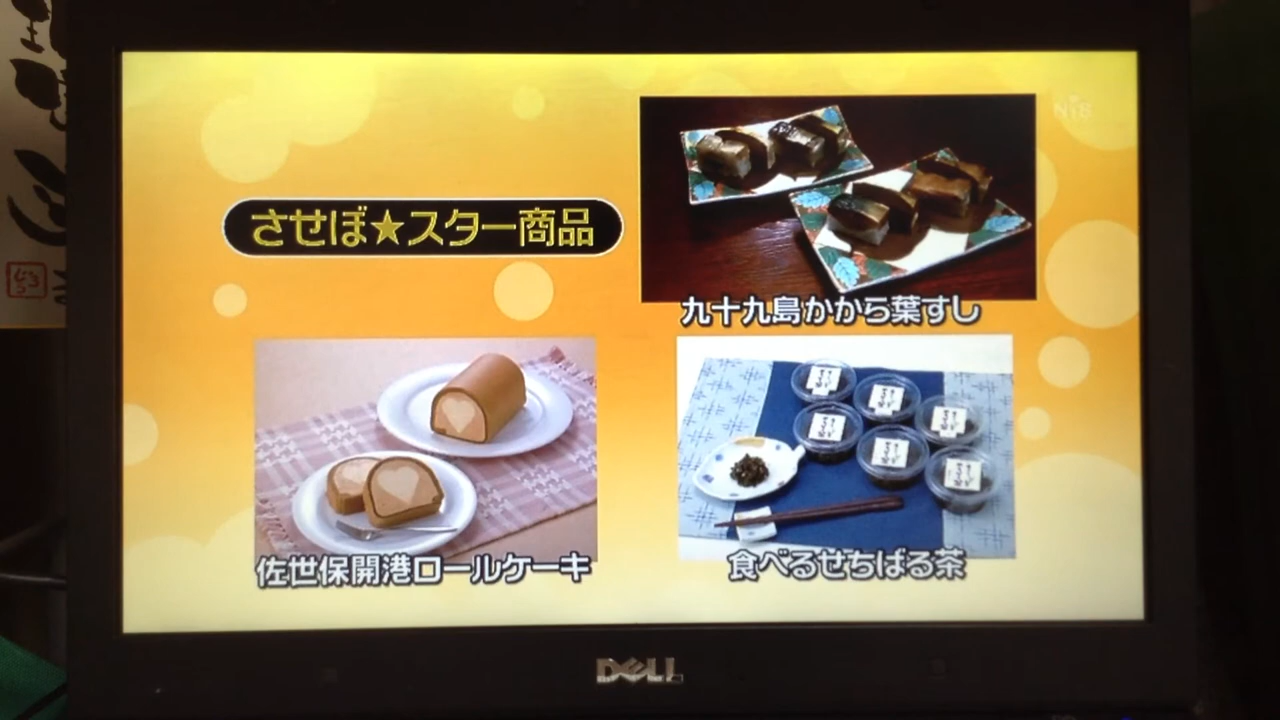 NIB
させぼ★スター商品
九十九島かから葉すし
佐世保開港ロールケーキ
食べるせちばる茶
DELL